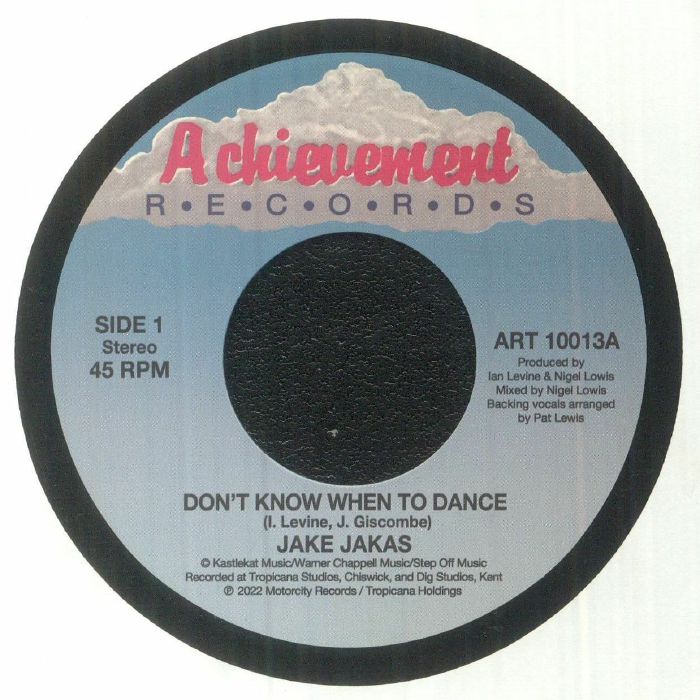 Achievement
R•E•C•O•R•D•S
SIDE 1
Stereo
45 RPM
ART 10013A
Produced by
Ian Levine & Nigel Lowis
Mixed by Nigel Lowis
Backing vocals arranged
by Pat Lewis
DON'T KNOW WHEN TO DANCE
(I. Levine, J. Giscombe)
JAKE JAKAS
© Kastlekat Music/Warner Chappell Music/Step Off Music
Recorded at Tropicana Studios, Chiswick, and Dig Studios, Kent
℗ 2022 Motorcity Records / Tropicana Holdings